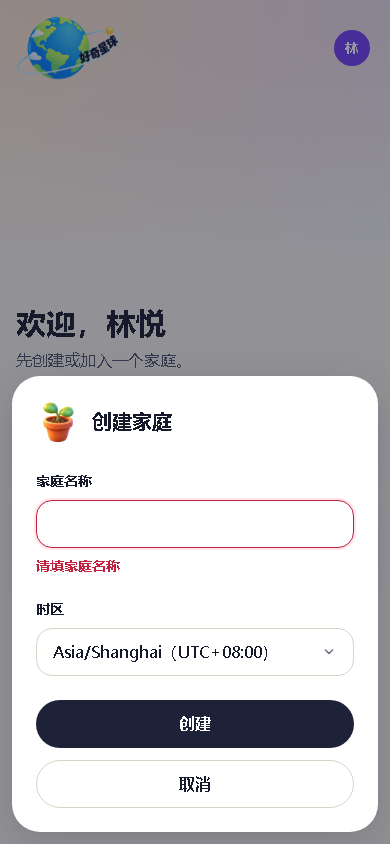 好奇星球
林
欢迎，林悦
先创建或加入一个家庭。
创建家庭
家庭名称
请填家庭名称
时区
Asia/Shanghai（UTC+08:00）
创建
取消